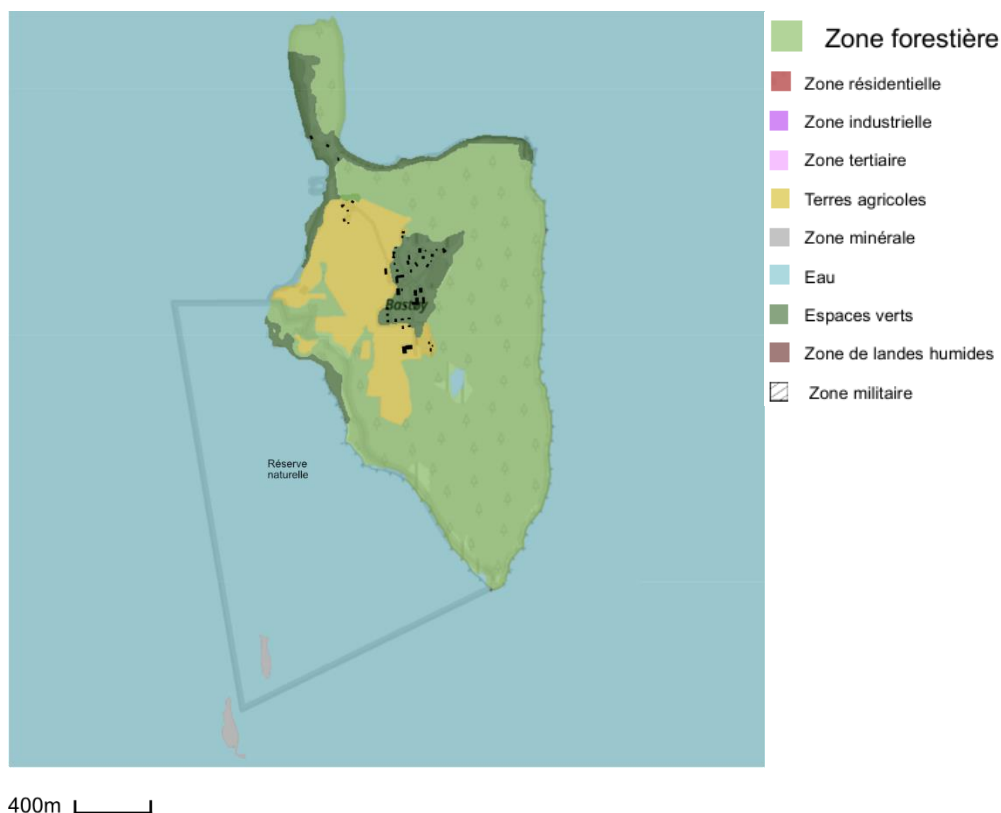 Zone forestière
Zone résidentielle
Zone industrielle
Zone tertiaire
Terres agricoles
Zone minérale
Eau
Espaces verts
Zone de landes humides
Zone militaire
Bastøy
Réserve
naturelle
400m